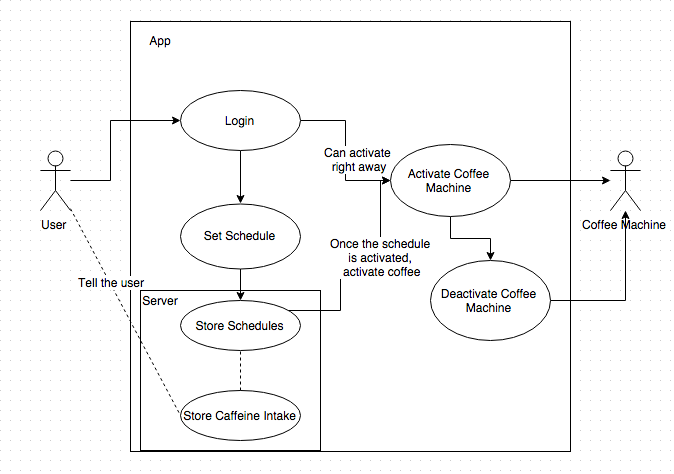 App
Login
Can activate
right away
Activate Coffee
Machine
User
Coffee Machine
Set Schedule
Once the schedule
is activated,
activate coffee
Tell the user
Server
Deactivate Coffee
Machine
Store Schedules
Store Caffeine Intake